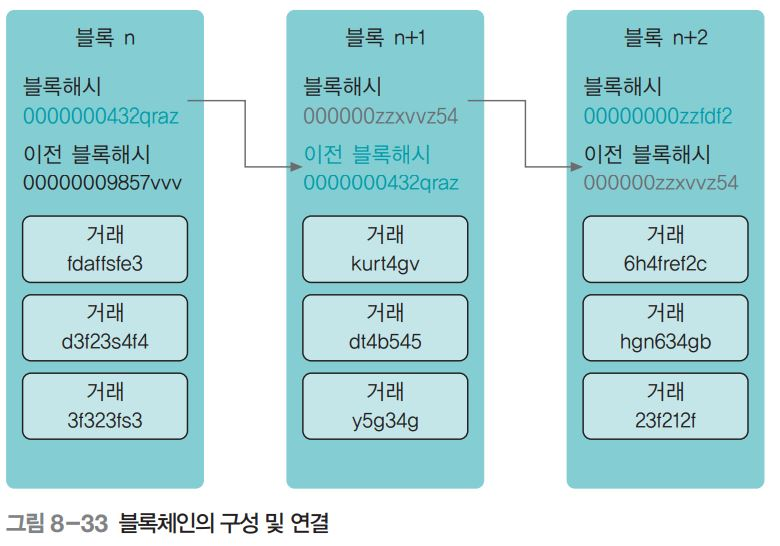 블록 n
블록해시
0000000432qraz
이전 블록해시
00000009857vvv
거래
fdaffsfe3
거래
d3f23s4f4
거래
3f323fs3
블록 n+1
블록해시
000000zzxvvz54
이전 블록해시
0000000432qraz
거래
kurt4gv
거래
dt4b545
거래
y5g34g
블록 n+2
블록해시
00000000zzfdf2
이전 블록해시
000000zzxvvz54
거래
6h4fref2c
거래
hgn634gb
거래
23f212f
그림 8-33 블록체인의 구성 및 연결